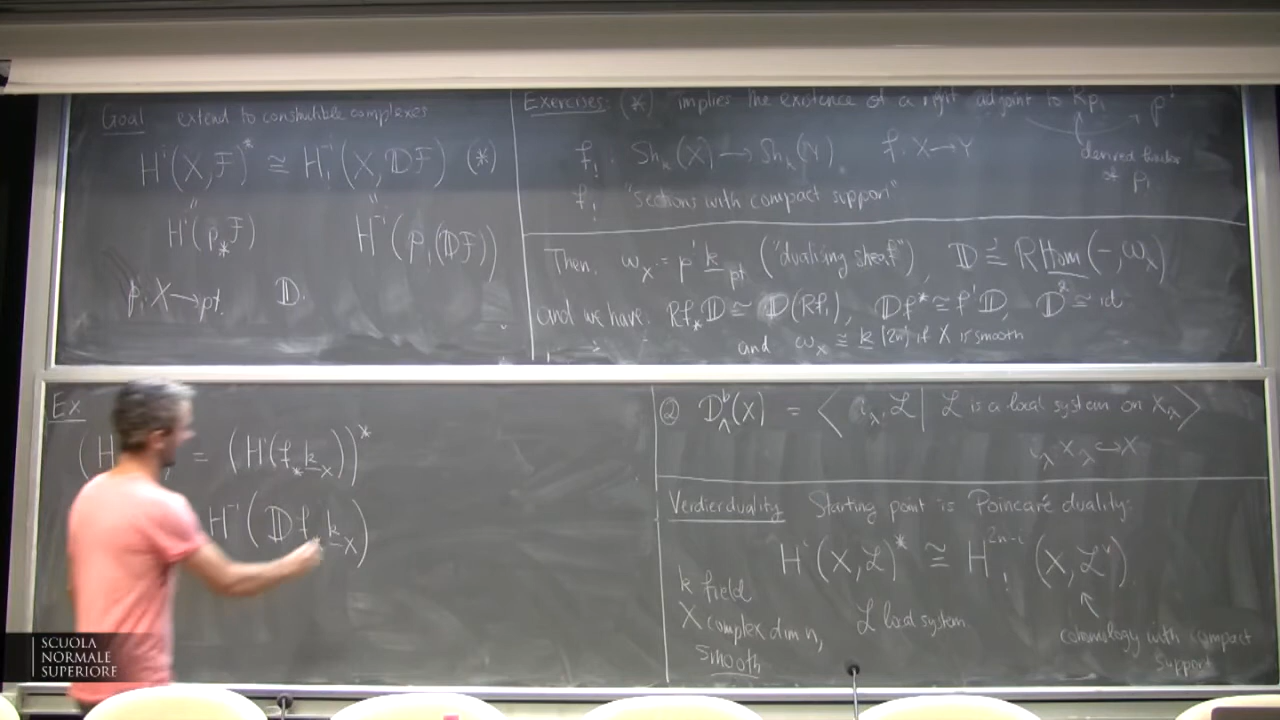 Goal extend to constructible complexes
H^i(X,F)^* ≅ H_!^{-i}(X, 𝔻F) (*)
H^i(p_* F) H^{-i}(p_!(𝔻F))
p: X → pt. 𝔻.
Exercises: (*) implies the existence of a right adjoint to Rp_! p^!
derived functor of p_!
f_! : Sh_k(X) → Sh_k(Y), f: X → Y
f_! "sections with compact support"
Then, ω_X := p^! k_pt ("dualising sheaf"), 𝔻 := RHom(-, ω_X)
and we have: Rf_* 𝔻 ≅ 𝔻(Rf_!), 𝔻f^* ≅ f^! 𝔻, 𝔻^2 ≅ id
and ω_X ≅ k [2n] if X is smooth
Ex
(H = (H^i(f_* k_X))^*
H^{-i}(𝔻 f k_X)
② D^b_Λ(X) = ⟨ i_{λ*} ℒ | ℒ is a local system on X_λ ⟩
i_λ X_λ ↪ X
Verdier duality Starting point is Poincaré duality:
H^i(X, ℒ)^* ≅ H_!^{2n-i}(X, ℒ^∨)
k field
X complex dim n,
smooth
ℒ local system
cohomology with compact
support
SCUOLA
NORMALE
SUPERIORE